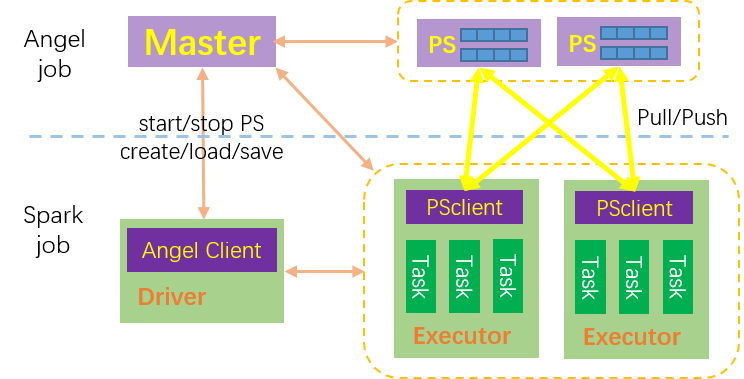 Angel
job
Master
PS
PS
start/stop PS
create/load/save
Pull/Push
Spark
job
Angel Client
Driver
PSclient
Task
Task
Task
Executor
PSclient
Task
Task
Task
Executor